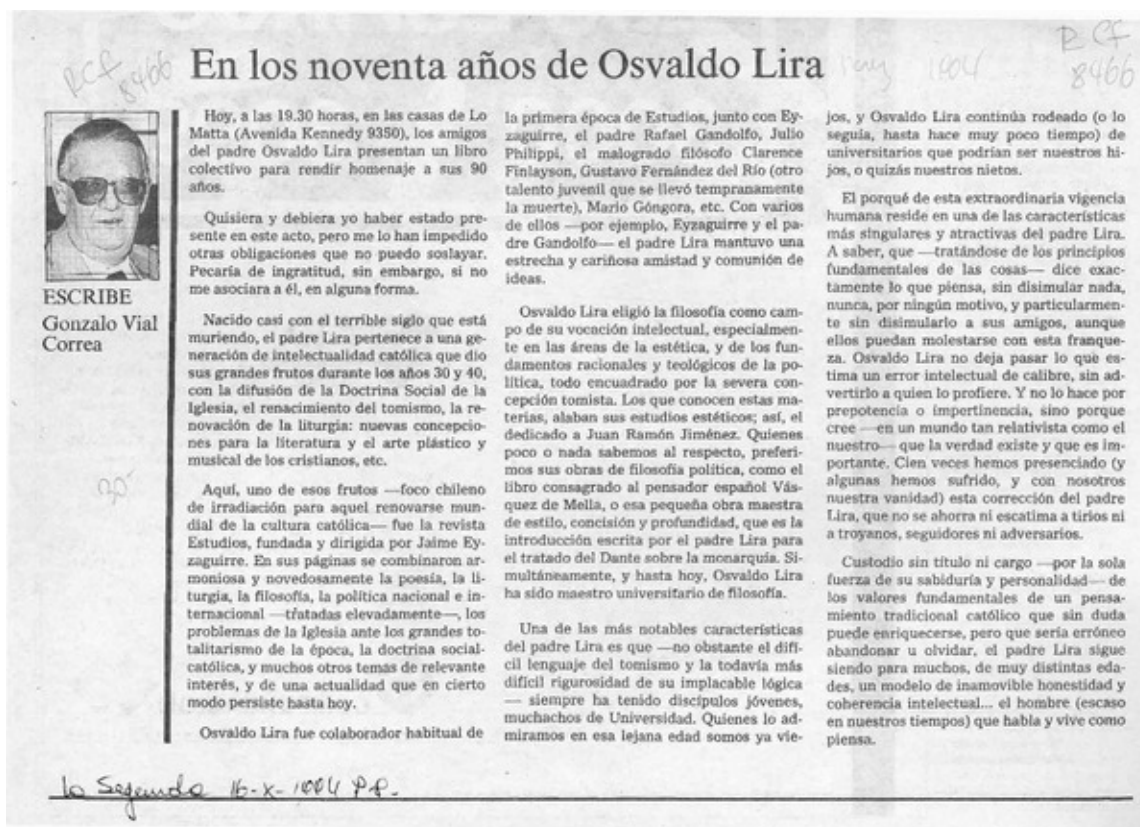 RCF
8466
RCF
8466
En los noventa años de Osvaldo Lira
ESCRIBE
Gonzalo Vial
Correa
Hoy, a las 19.30 horas, en las casas de Lo
Matta (Avenida Kennedy 9350), los amigos
del padre Osvaldo Lira presentan un libro
colectivo para rendir homenaje a sus 90
años.
Quisiera y debiera yo haber estado pre-
sente en este acto, pero me lo han impedido
otras obligaciones que no puedo soslayar.
Pecaría de ingratitud, sin embargo, si no
me asociara a él, en alguna forma.
Nacido casi con el terrible siglo que está
muriendo, el padre Lira pertenece a una ge-
neración de intelectualidad católica que dio
sus grandes frutos durante los años 30 y 40,
con la difusión de la Doctrina Social de la
Iglesia, el renacimiento del tomismo, la re-
novación de la liturgia: nuevas concepcio-
nes para la literatura y el arte plástico y
musical de los cristianos, etc.
Aquí, uno de esos frutos —foco chileno
de irradiación para aquel renovarse mun-
dial de la cultura católica— fue la revista
Estudios, fundada y dirigida por Jaime Ey-
zaguirre. En sus páginas se combinaron ar-
moniosa y novedosamente la poesía, la li-
turgia, la filosofía, la política nacional e in-
ternacional —tratadas elevadamente—, los
problemas de la Iglesia ante los grandes to-
talitarismo de la época, la doctrina social-
católica, y muchos otros temas de relevante
interés, y de una actualidad que en cierto
modo persiste hasta hoy.
Osvaldo Lira fue colaborador habitual de
la primera época de Estudios, junto con Ey-
zaguirre, el padre Rafael Gandolfo, Julio
Philippi, el malogrado filósofo Clarence
Finlayson, Gustavo Fernández del Río (otro
talento juvenil que se llevó tempranamente
la muerte), Mario Góngora, etc. Con varios
de ellos —por ejemplo, Eyzaguirre y el pa-
dre Gandolfo— el padre Lira mantuvo una
estrecha y cariñosa amistad y comunión de
ideas.
Osvaldo Lira eligió la filosofía como cam-
po de su vocación intelectual, especialmen-
te en las áreas de la estética, y de los fun-
damentos racionales y teológicos de la po-
lítica, todo encuadrado por la severa con-
cepción tomista. Los que conocen estas ma-
terias, alaban sus estudios estéticos; así, el
dedicado a Juan Ramón Jiménez. Quienes
poco o nada sabemos al respecto, preferi-
mos sus obras de filosofía política, como el
libro consagrado al pensador español Vás-
quez de Mella, o esa pequeña obra maestra
de estilo, concisión y profundidad, que es la
introducción escrita por el padre Lira para
el tratado del Dante sobre la monarquía. Si-
multáneamente, y hasta hoy, Osvaldo Lira
ha sido maestro universitario de filosofía.
Una de las más notables características
del padre Lira es que —no obstante el difí-
cil lenguaje del tomismo y la todavía más
difícil rigurosidad de su implacable lógica
— siempre ha tenido discípulos jóvenes,
muchachos de Universidad. Quienes lo ad-
miramos en esa lejana edad somos ya vie-
jos, y Osvaldo Lira continúa rodeado (o lo
seguía, hasta hace muy poco tiempo) de
universitarios que podrían ser nuestros hi-
jos, o quizás nuestros nietos.
El porqué de esta extraordinaria vigencia
humana reside en una de las características
más singulares y atractivas del padre Lira.
A saber, que —tratándose de los principios
fundamentales de las cosas— dice exac-
tamente lo que piensa, sin disimular nada,
nunca, por ningún motivo, y particularmen-
te sin disimularlo a sus amigos, aunque
ellos puedan molestarse con esta franque-
za. Osvaldo Lira no deja pasar lo que es-
tima un error intelectual de calibre, sin ad-
vertirlo a quien lo profiere. Y no lo hace por
prepotencia o impertinencia, sino porque
cree —en un mundo tan relativista como el
nuestro— que la verdad existe y que es im-
portante. Cien veces hemos presenciado (y
algunas hemos sufrido, y con nosotros
nuestra vanidad) esta corrección del padre
Lira, que no se ahorra ni escatima a tirios ni
a troyanos, seguidores ni adversarios.
Custodio sin título ni cargo —por la sola
fuerza de su sabiduría y personalidad— de
los valores fundamentales de un pensa-
miento tradicional católico que sin duda
puede enriquecerse, pero que sería erróneo
abandonar u olvidar, el padre Lira sigue
siendo para muchos, de muy distintas eda-
des, un modelo de inamovible honestidad y
coherencia intelectual... el hombre (escaso
en nuestros tiempos) que habla y vive como
piensa.
la Segunda 16-X-1994 P.P.